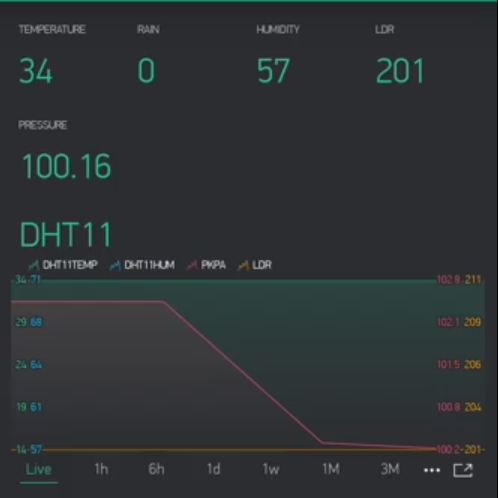 TEMPERATURE RAIN HUMIDITY LDR
34 0 57 201
PRESSURE
100.16
DHT11
DHT11TEMP DHT11HUM PKPA LDR
34 71 102.8 211
29 68 102.1 209
24 64 101.5 206
19 61 100.8 204
14 57 100.2 201
Live 1h 6h 1d 1w 1M 3M